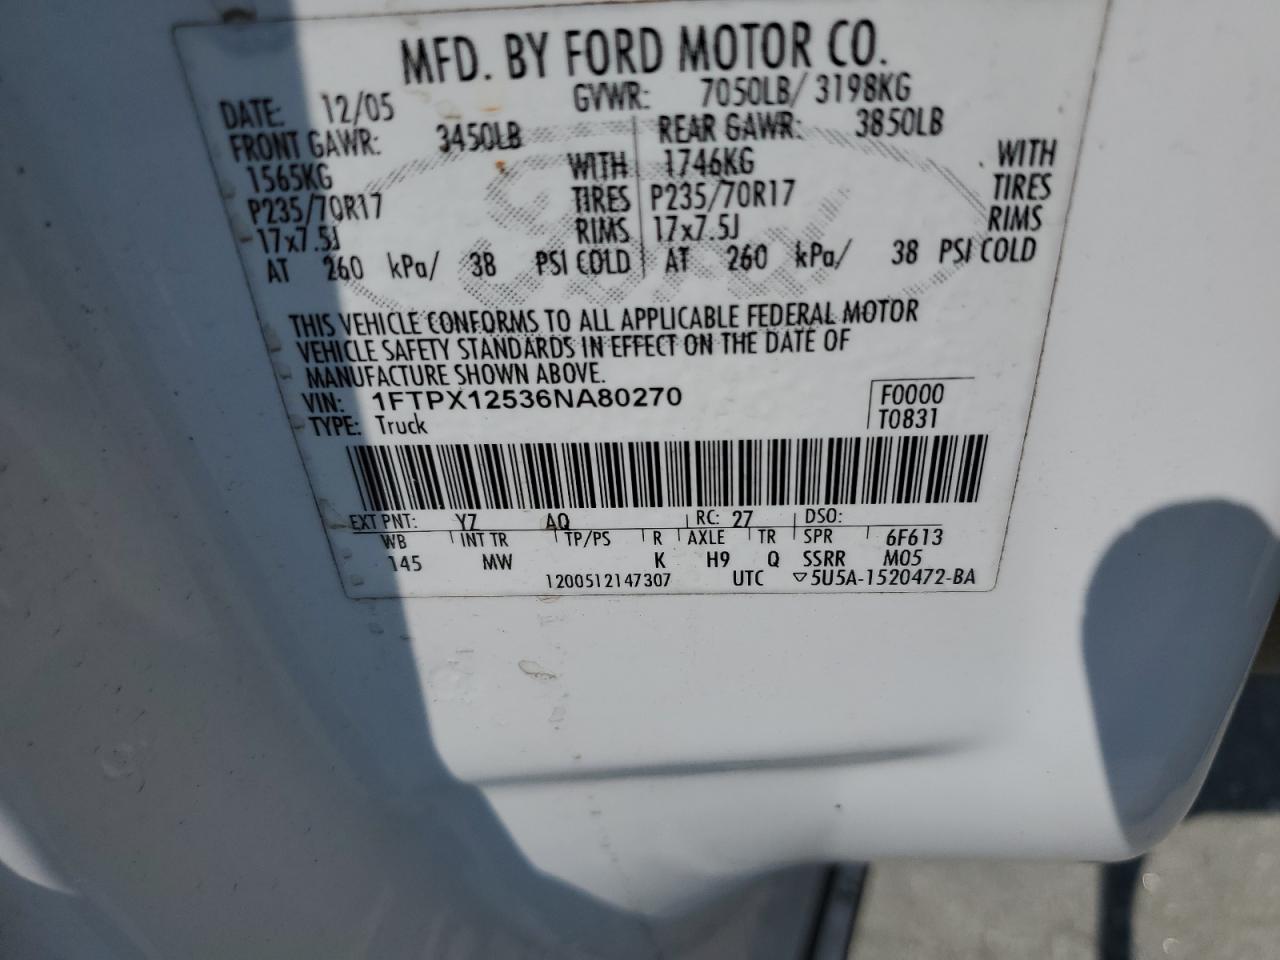 MFD. BY FORD MOTOR CO.
DATE: 12/05 GVWR: 7050LB/ 3198KG
FRONT GAWR: 3450LB REAR GAWR: 3850LB
1565KG WITH 1746KG WITH
P235/70R17 TIRES P235/70R17 TIRES
17x7.5J RIMS 17x7.5J RIMS
AT 260 kPa/ 38 PSI COLD AT 260 kPa/ 38 PSI COLD
THIS VEHICLE CONFORMS TO ALL APPLICABLE FEDERAL MOTOR
VEHICLE SAFETY STANDARDS IN EFFECT ON THE DATE OF
MANUFACTURE SHOWN ABOVE.
VIN: 1FTPX12536NA80270 F0000
TYPE: Truck T0831
EXT PNT: YZ AQ RC: 27 DSO:
WB INT TR TP/PS R AXLE TR SPR 6F613
145 MW K H9 Q SSRR M05
1200512147307 UTC ▽5U5A-1520472-BA